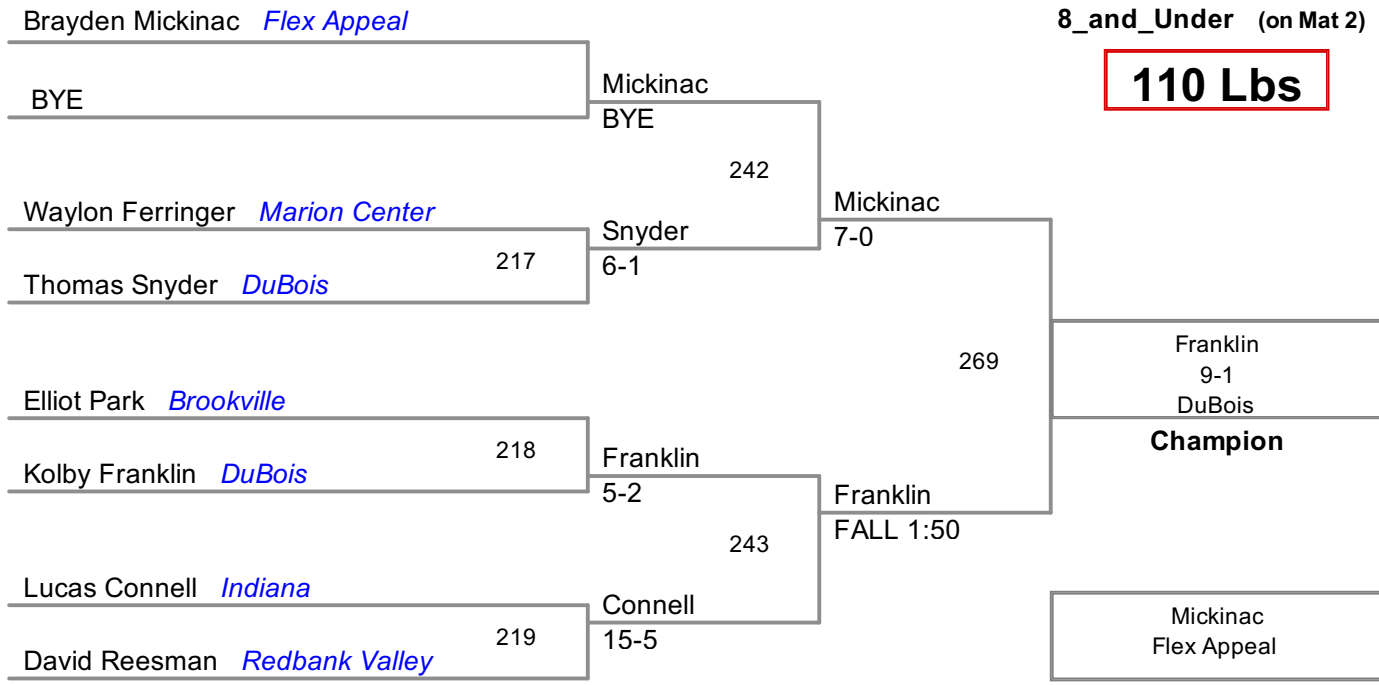 Brayden Mickinac Flex Appeal
8_and_Under (on Mat 2)
110 Lbs
BYE
Mickinac
BYE
242
Waylon Ferringer Marion Center
Mickinac
7-0
217
Snyder
6-1
Thomas Snyder DuBois
269
Franklin
9-1
DuBois
Champion
Elliot Park Brookville
218
Franklin
5-2
Kolby Franklin DuBois
Franklin
FALL 1:50
243
Lucas Connell Indiana
Connell
15-5
219
David Reesman Redbank Valley
Mickinac
Flex Appeal